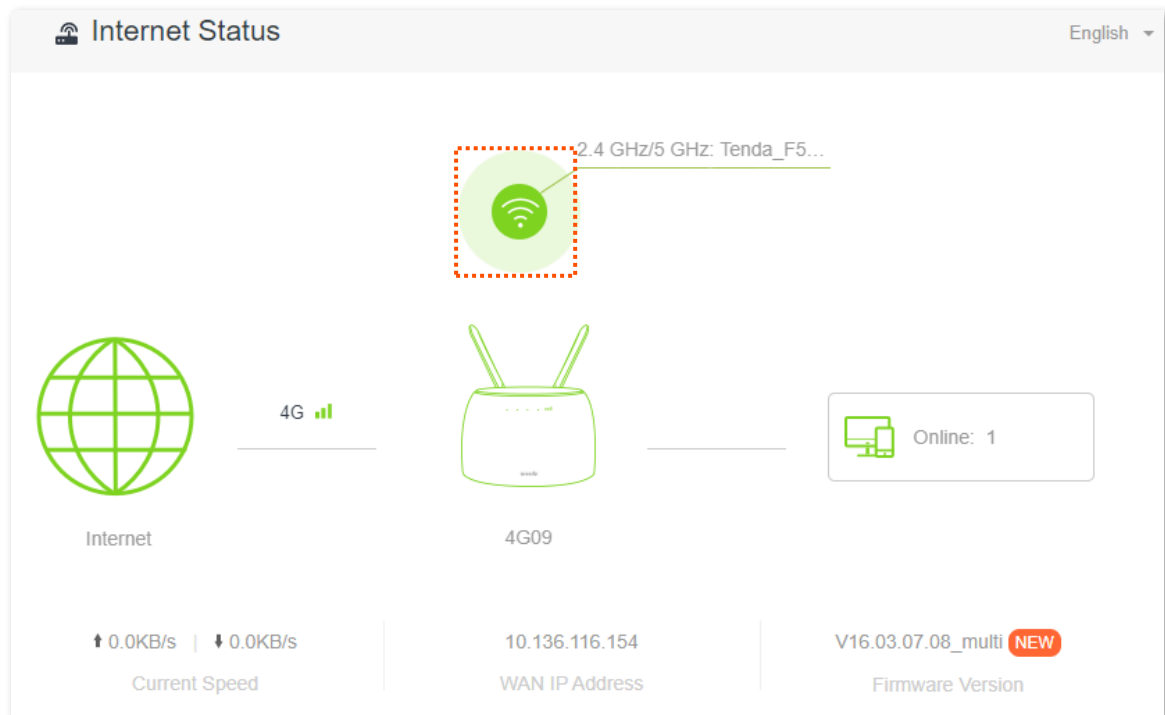 Internet Status
English
2.4 GHz/5 GHz: Tenda_F5...
4G
Online: 1
Internet
4G09
0.0KB/s | 0.0KB/s
Current Speed
10.136.116.154
WAN IP Address
V16.03.07.08_multi NEW
Firmware Version